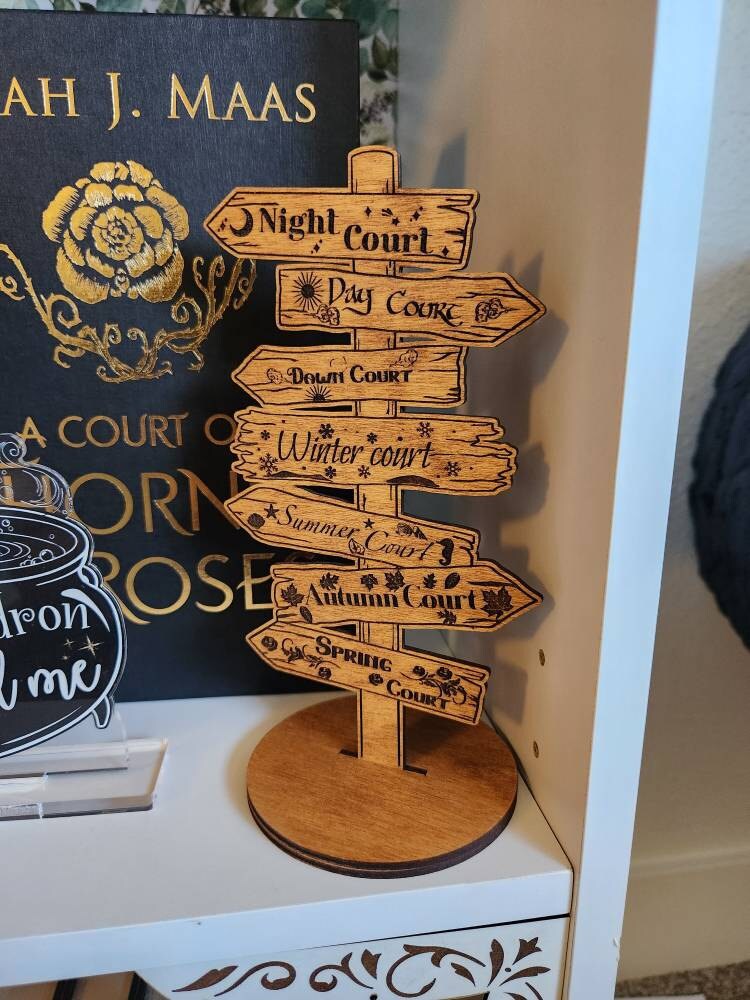 AH J. MAAS
A COURT O
ORN
ROSE
dron
me
Night Court
Day Court
Dawn Court
Winter court
Summer Court
Autumn Court
Spring
Court